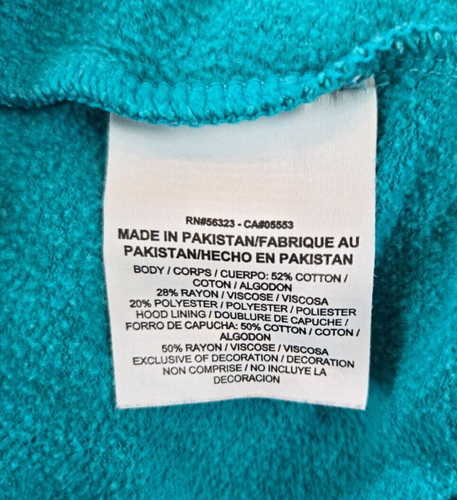 RN#56323 - CA#05553
MADE IN PAKISTAN/FABRIQUE AU
PAKISTAN/HECHO EN PAKISTAN
BODY / CORPS / CUERPO: 52% COTTON /
COTON / ALGODON
28% RAYON / VISCOSE / VISCOSA
20% POLYESTER / POLYESTER / POLIESTER
HOOD LINING / DOUBLURE DE CAPUCHE /
FORRO DE CAPUCHA: 50% COTTON / COTON /
ALGODON
50% RAYON / VISCOSE / VISCOSA
EXCLUSIVE OF DECORATION / DECORATION
NON COMPRISE / NO INCLUYE LA
DECORACION